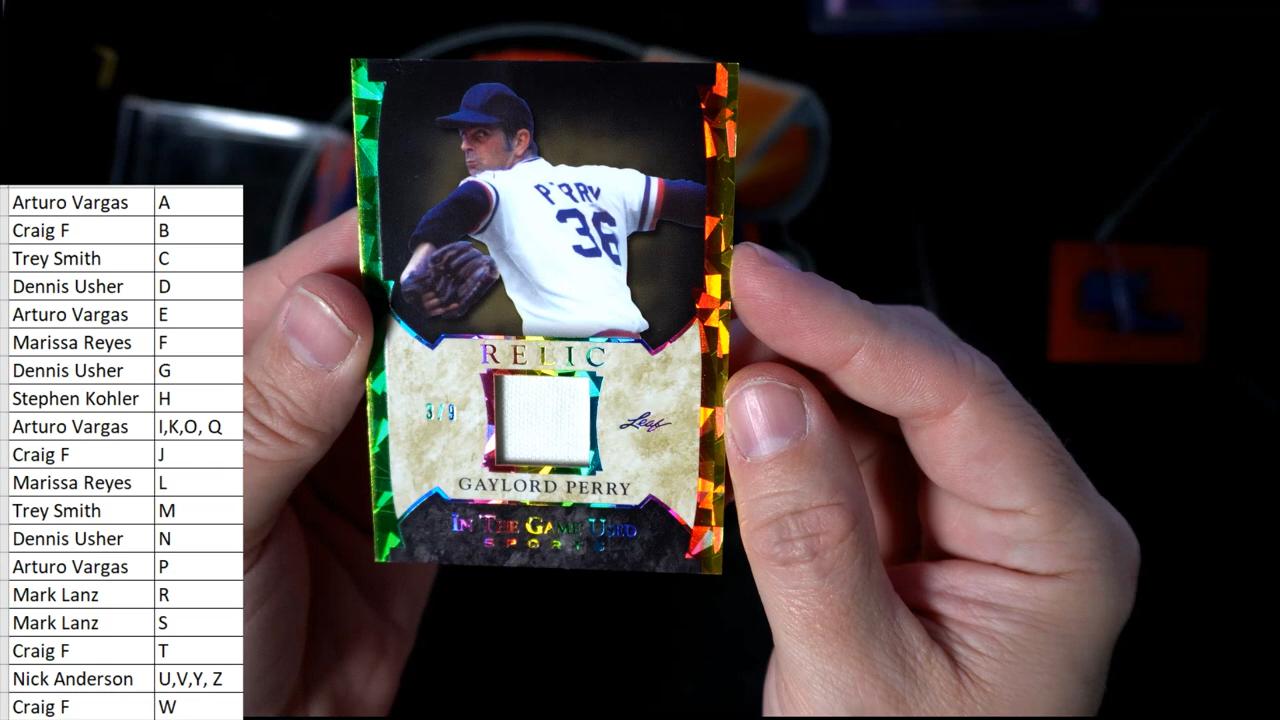 Arturo Vargas A
Craig F B
Trey Smith C
Dennis Usher D
Arturo Vargas E
Marissa Reyes F
Dennis Usher G
Stephen Kohler H
Arturo Vargas I,K,O, Q
Craig F J
Marissa Reyes L
Trey Smith M
Dennis Usher N
Arturo Vargas P
Mark Lanz R
Mark Lanz S
Craig F T
Nick Anderson U,V,Y, Z
Craig F W
PERRY
36
RELIC
3/9
Leaf
GAYLORD PERRY
IN THE GAME USED
SPORTS